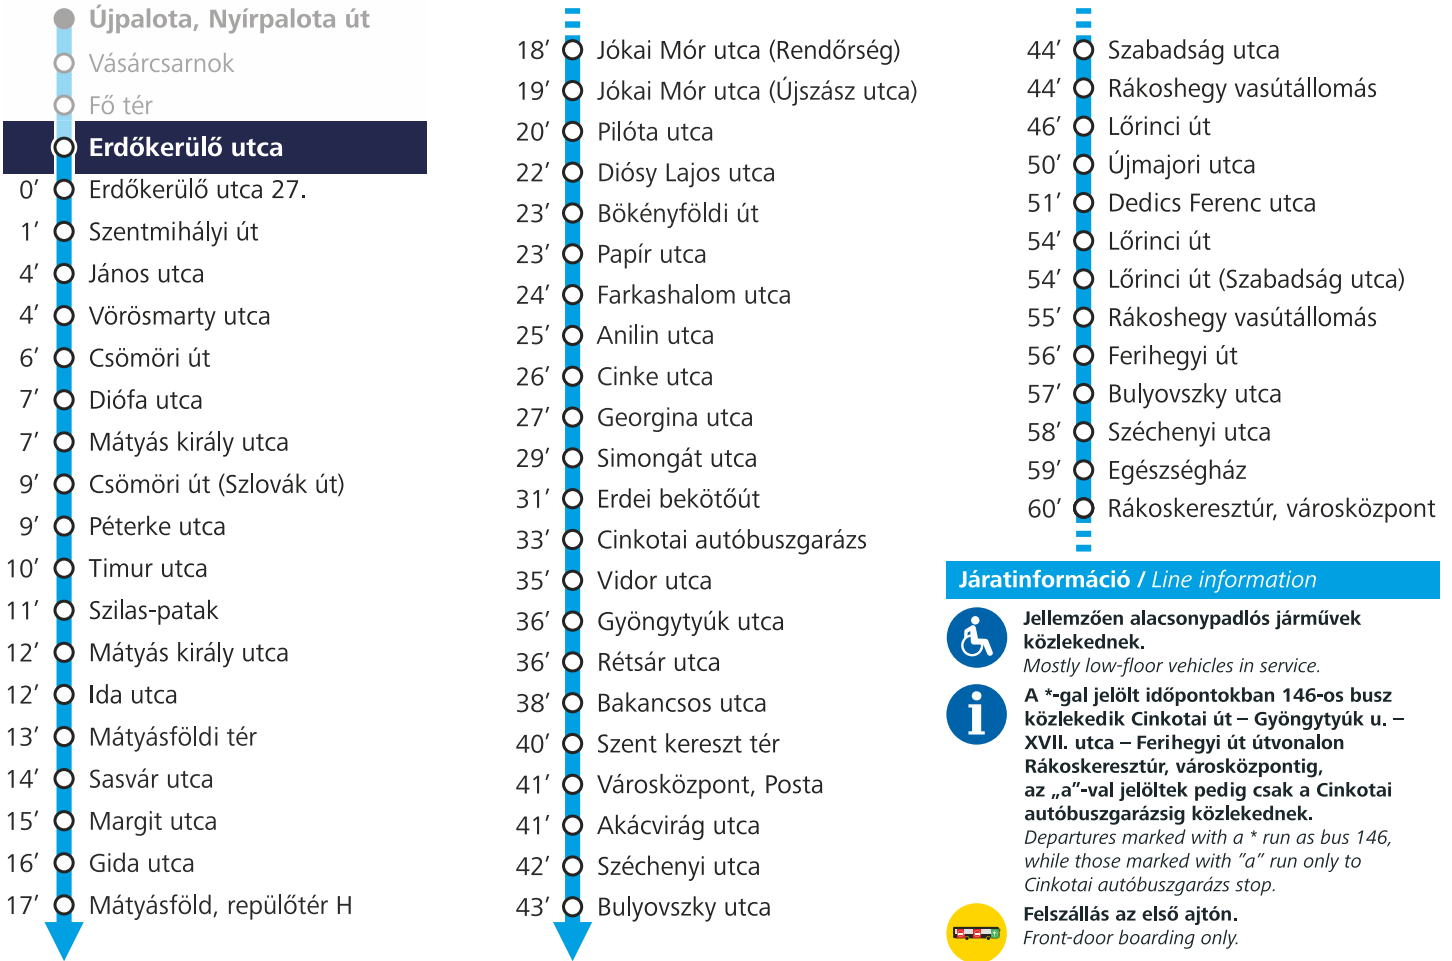 Újpalota, Nyírpalota út
Vásárcsarnok
Fő tér
Erdőkerülő utca
0’ Erdőkerülő utca 27.
1’ Szentmihályi út
4’ János utca
4’ Vörösmarty utca
6’ Csömöri út
7’ Diófa utca
7’ Mátyás király utca
9’ Csömöri út (Szlovák út)
9’ Péterke utca
10’ Timur utca
11’ Szilas-patak
12’ Mátyás király utca
12’ Ida utca
13’ Mátyásföldi tér
14’ Sasvár utca
15’ Margit utca
16’ Gida utca
17’ Mátyásföld, repülőtér H
18’ Jókai Mór utca (Rendőrség)
19’ Jókai Mór utca (Újszász utca)
20’ Pilóta utca
22’ Diósy Lajos utca
23’ Bökényföldi út
23’ Papír utca
24’ Farkashalom utca
25’ Anilin utca
26’ Cinke utca
27’ Georgina utca
29’ Simongát utca
31’ Erdei bekötőút
33’ Cinkotai autóbuszgarázs
35’ Vidor utca
36’ Gyöngytyúk utca
36’ Rétsár utca
38’ Bakancsos utca
40’ Szent kereszt tér
41’ Városközpont, Posta
41’ Akácvirág utca
42’ Széchenyi utca
43’ Bulyovszky utca
44’ Szabadság utca
44’ Rákoshegy vasútállomás
46’ Lőrinci út
50’ Újmajori utca
51’ Dedics Ferenc utca
54’ Lőrinci út
54’ Lőrinci út (Szabadság utca)
55’ Rákoshegy vasútállomás
56’ Ferihegyi út
57’ Bulyovszky utca
58’ Széchenyi utca
59’ Egészségház
60’ Rákoskeresztúr, városközpont
Járatinformáció / Line information
Jellemzően alacsonypadlós járművek
közlekednek.
Mostly low-floor vehicles in service.
A *-gal jelölt időpontokban 146-os busz
közlekedik Cinkotai út – Gyöngytyúk u. –
XVII. utca – Ferihegyi út útvonalon
Rákoskeresztúr, városközpontig,
az „a”-val jelöltek pedig csak a Cinkotai
autóbuszgarázsig közlekednek.
Departures marked with a * run as bus 146,
while those marked with ”a” run only to
Cinkotai autóbuszgarázs stop.
Felszállás az első ajtón.
Front-door boarding only.